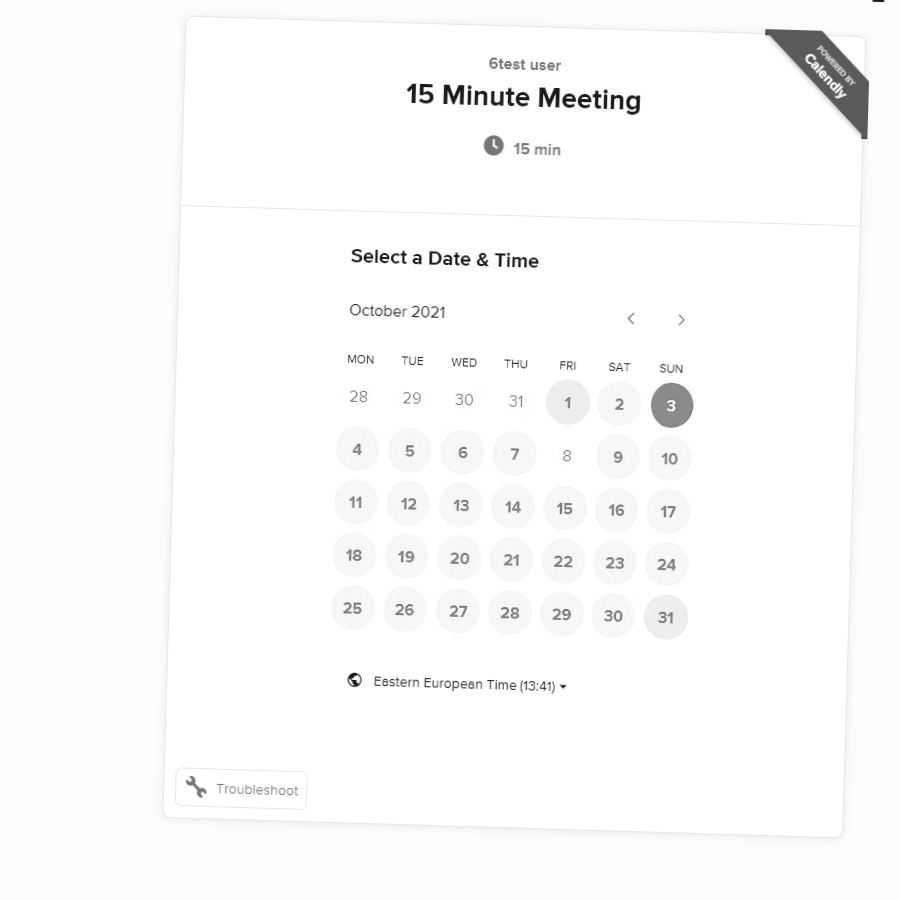 POWERED BY
Calendly
6test user
15 Minute Meeting
15 min
Select a Date & Time
October 2021
MON TUE WED THU FRI SAT SUN
28 29 30 31 1 2 3
4 5 6 7 8 9 10
11 12 13 14 15 16 17
18 19 20 21 22 23 24
25 26 27 28 29 30 31
Eastern European Time (13:41)
Troubleshoot